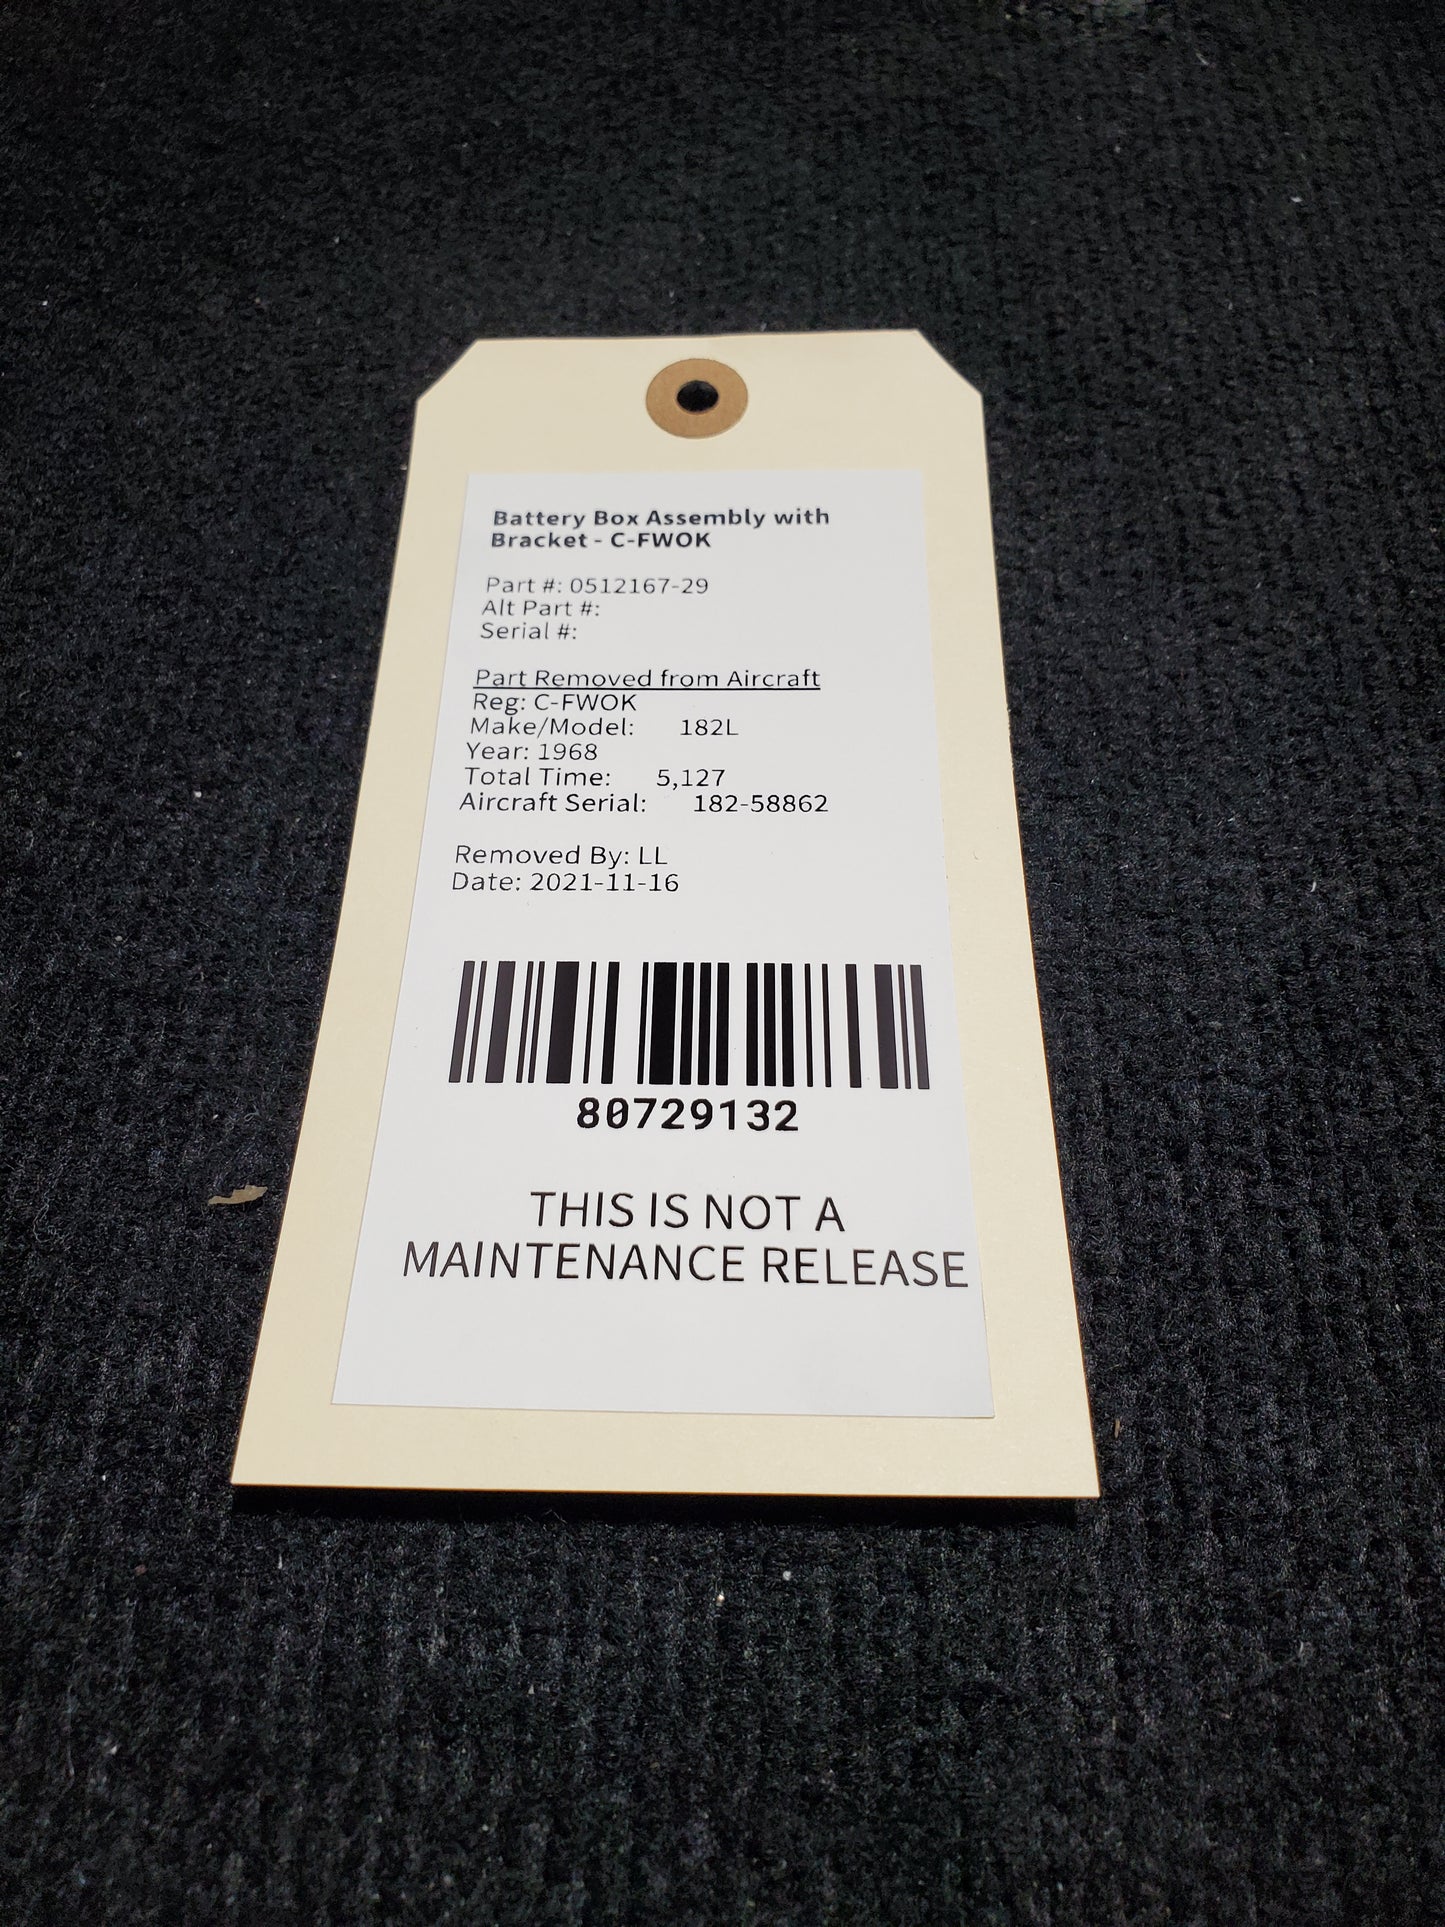 Battery Box Assembly with
Bracket - C-FWOK
Part #: 0512167-29
Alt Part #:
Serial #:
Part Removed from Aircraft
Reg: C-FWOK
Make/Model: 182L
Year: 1968
Total Time: 5,127
Aircraft Serial: 182-58862
Removed By: LL
Date: 2021-11-16
80729132
THIS IS NOT A
MAINTENANCE RELEASE